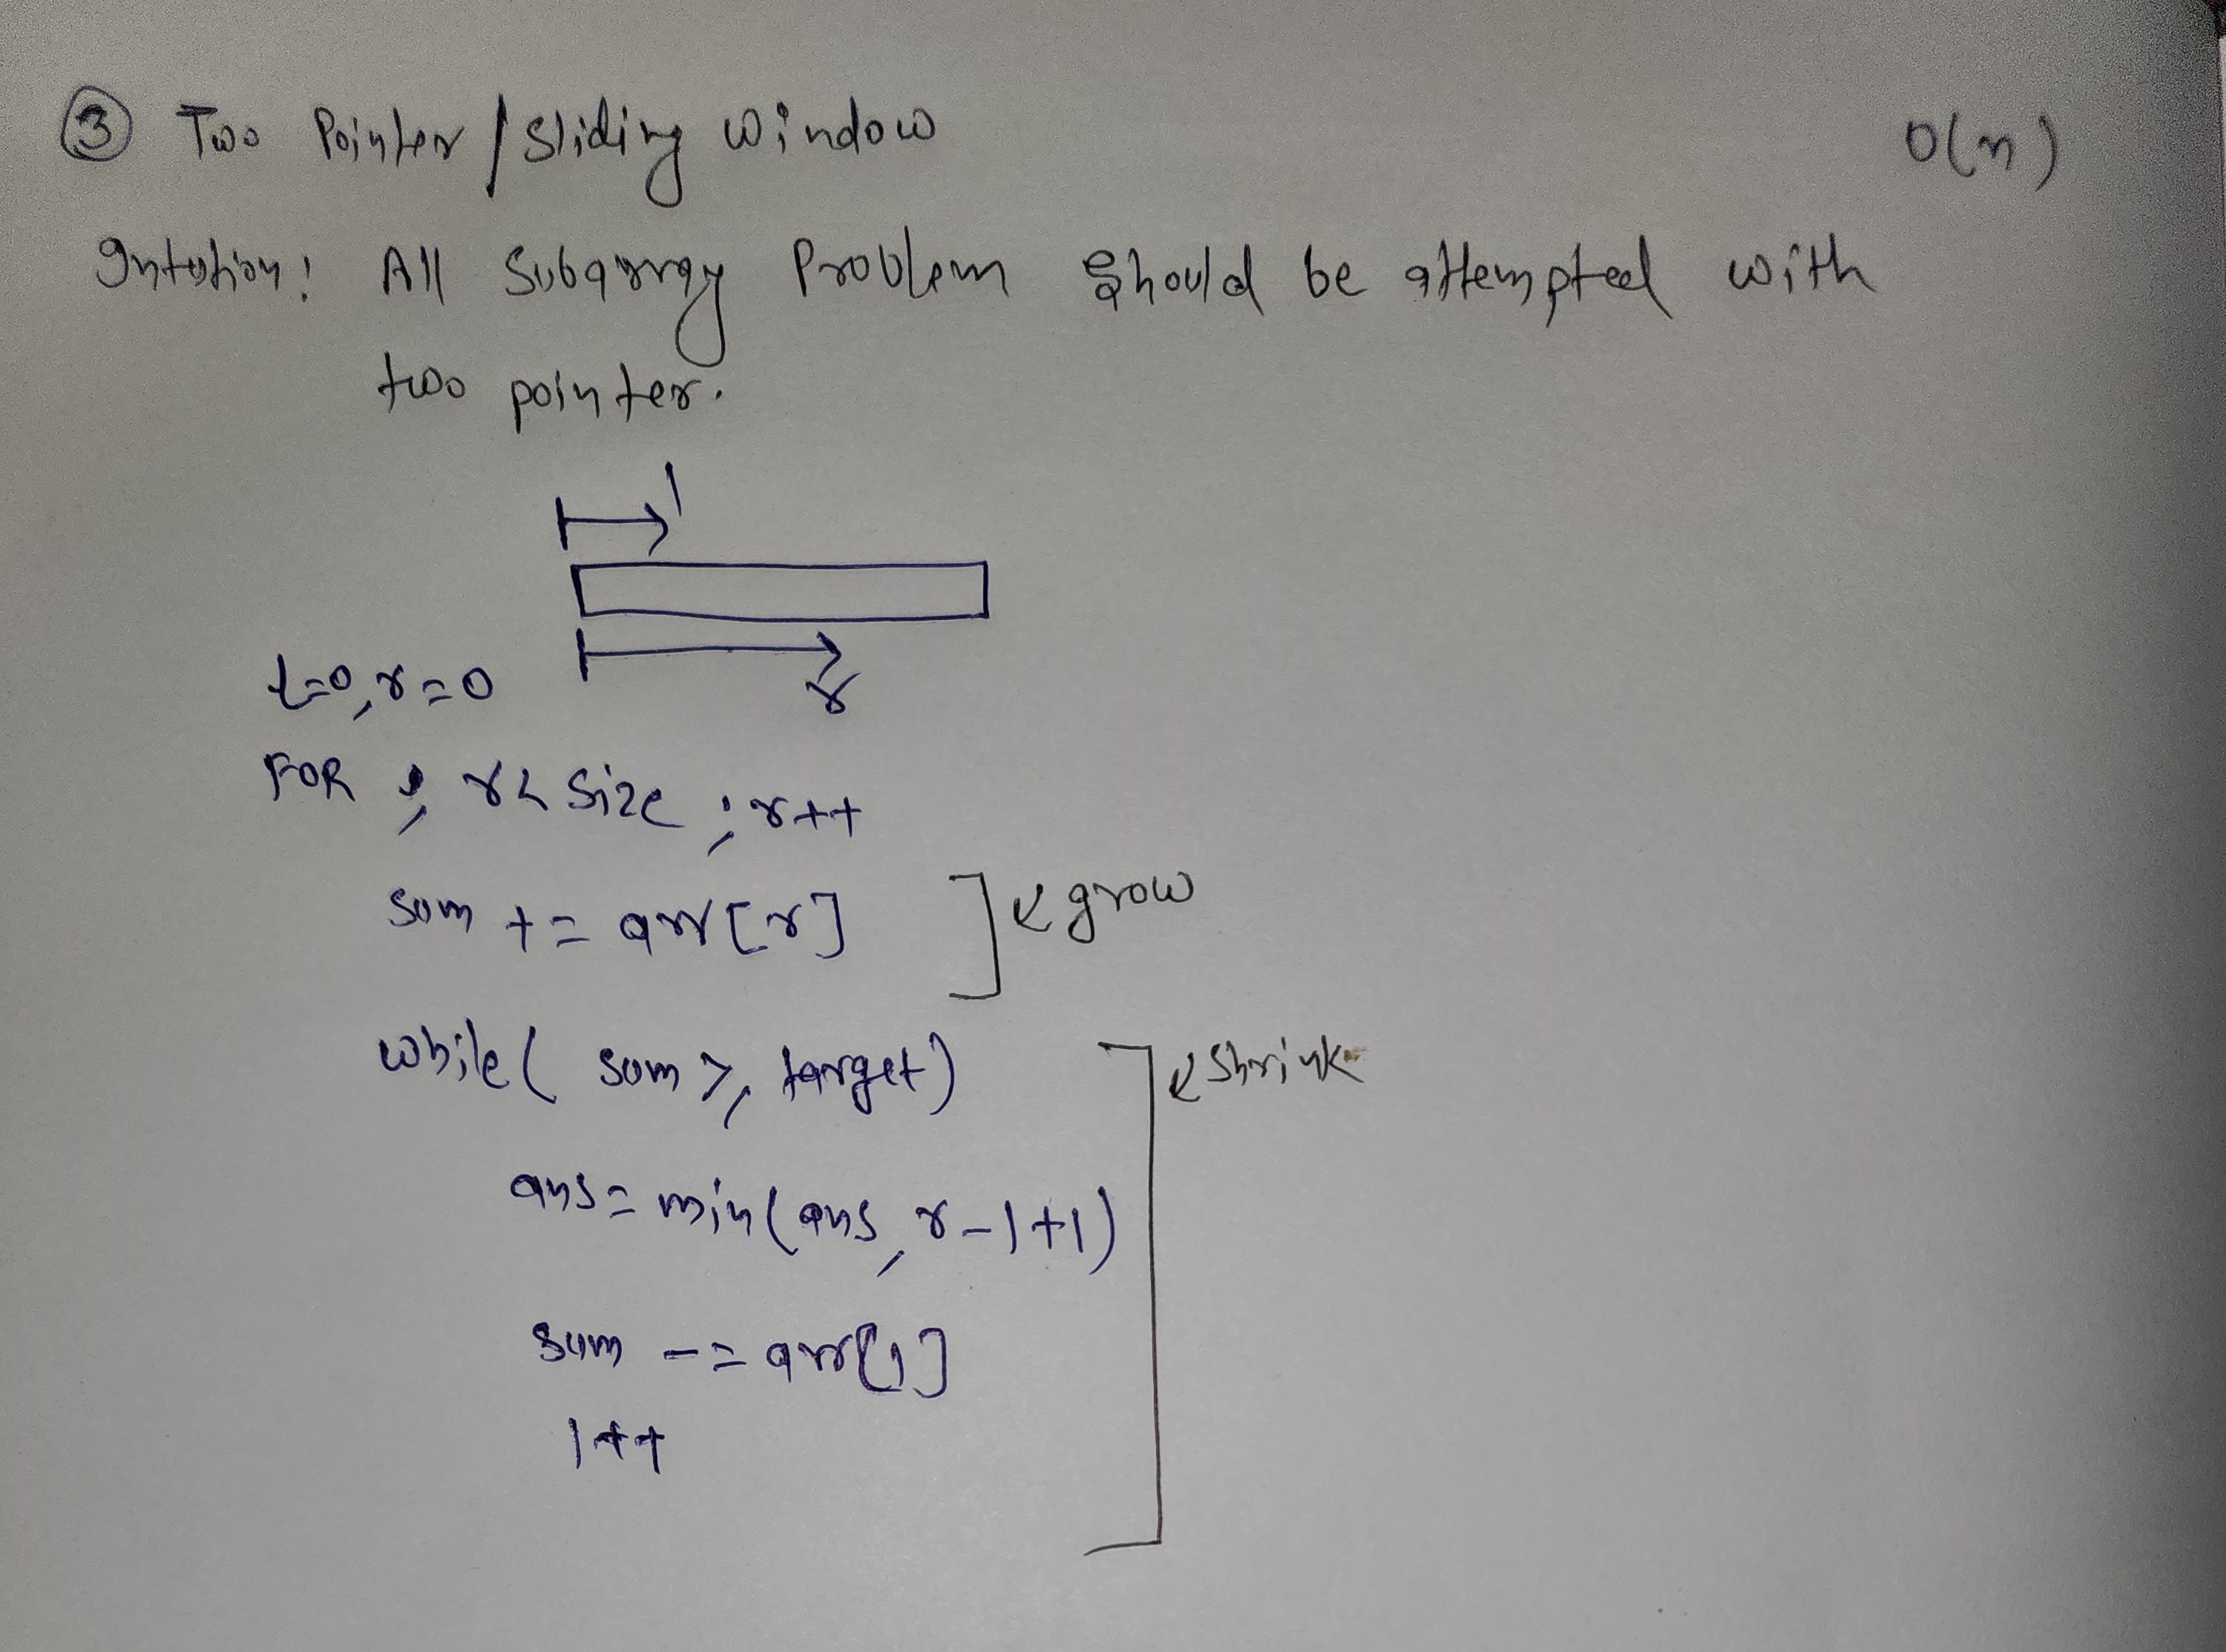 ③ Two Pointer / Sliding Window O(n)
Intution: All Subarray Problem should be attempted with
two pointer.
l
r
l=0, r=0
FOR ; r < size ; r++
sum += arr[r] ← grow
while( sum ≥ target) ← shrink
ans = min(ans, r-l+1)
sum -= arr[l]
l++